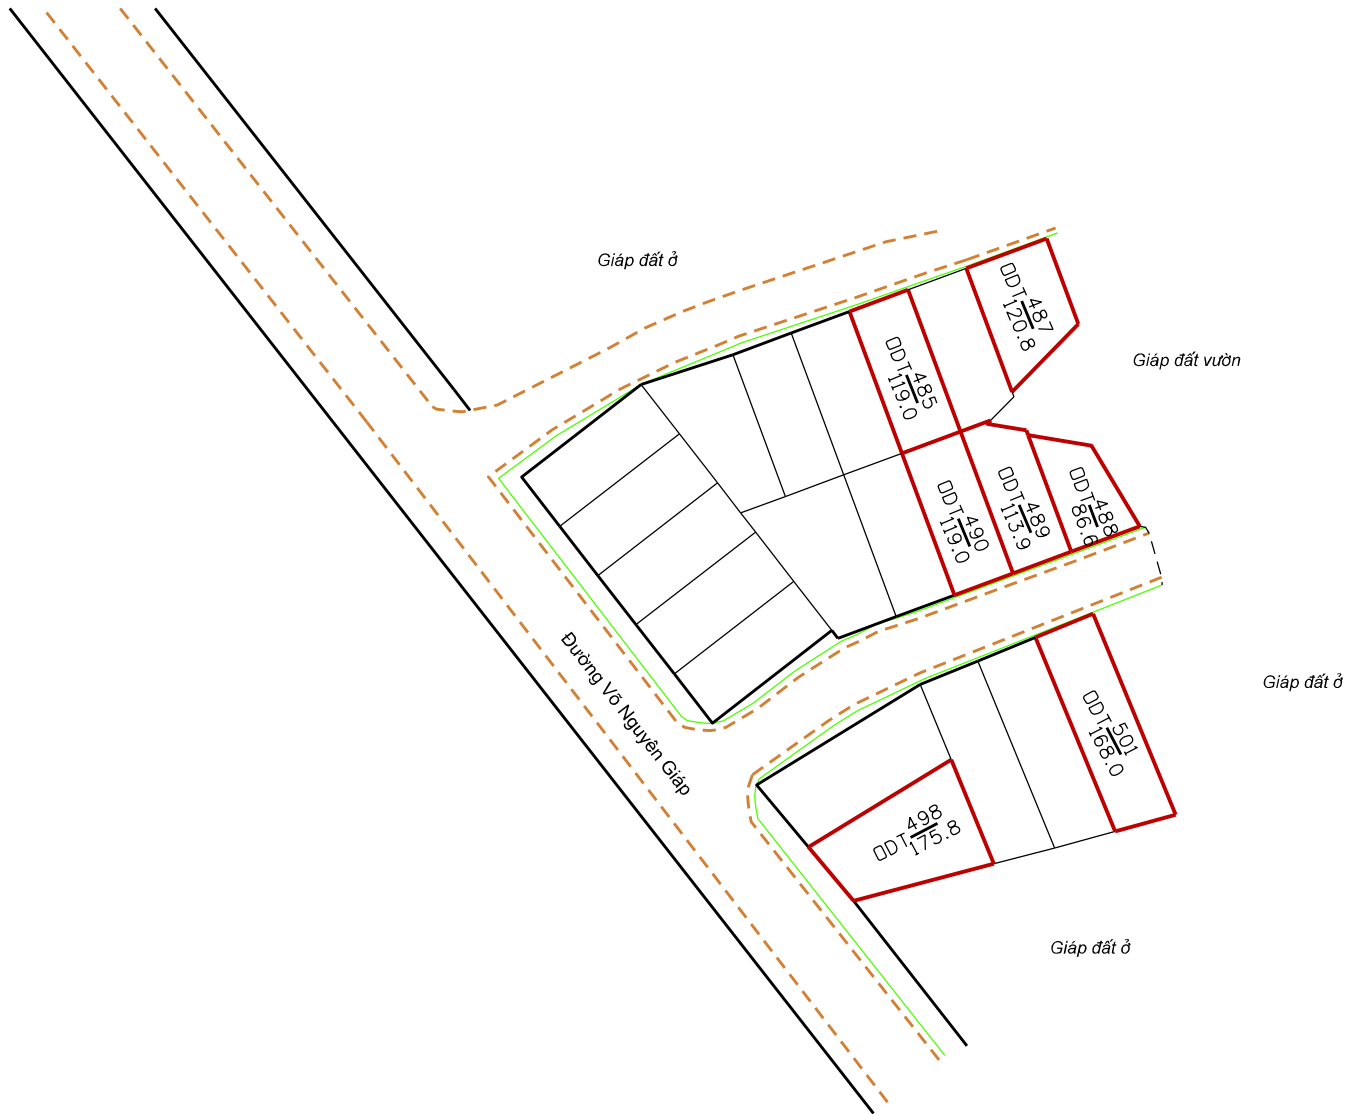 Giáp đất ở
ODT 487
120.8
Giáp đất vườn
ODT 485
119.0
ODT 490
119.0
ODT 489
113.9
ODT 488
86.6
Đường Võ Nguyên Giáp
Giáp đất ở
ODT 501
168.0
ODT 498
175.8
Giáp đất ở